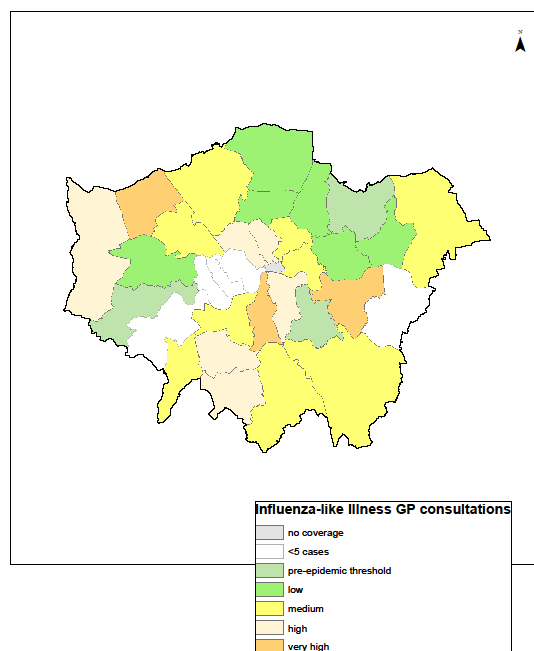 N
Influenza-like Illness GP consultations
no coverage
<5 cases
pre-epidemic threshold
low
medium
high
very high